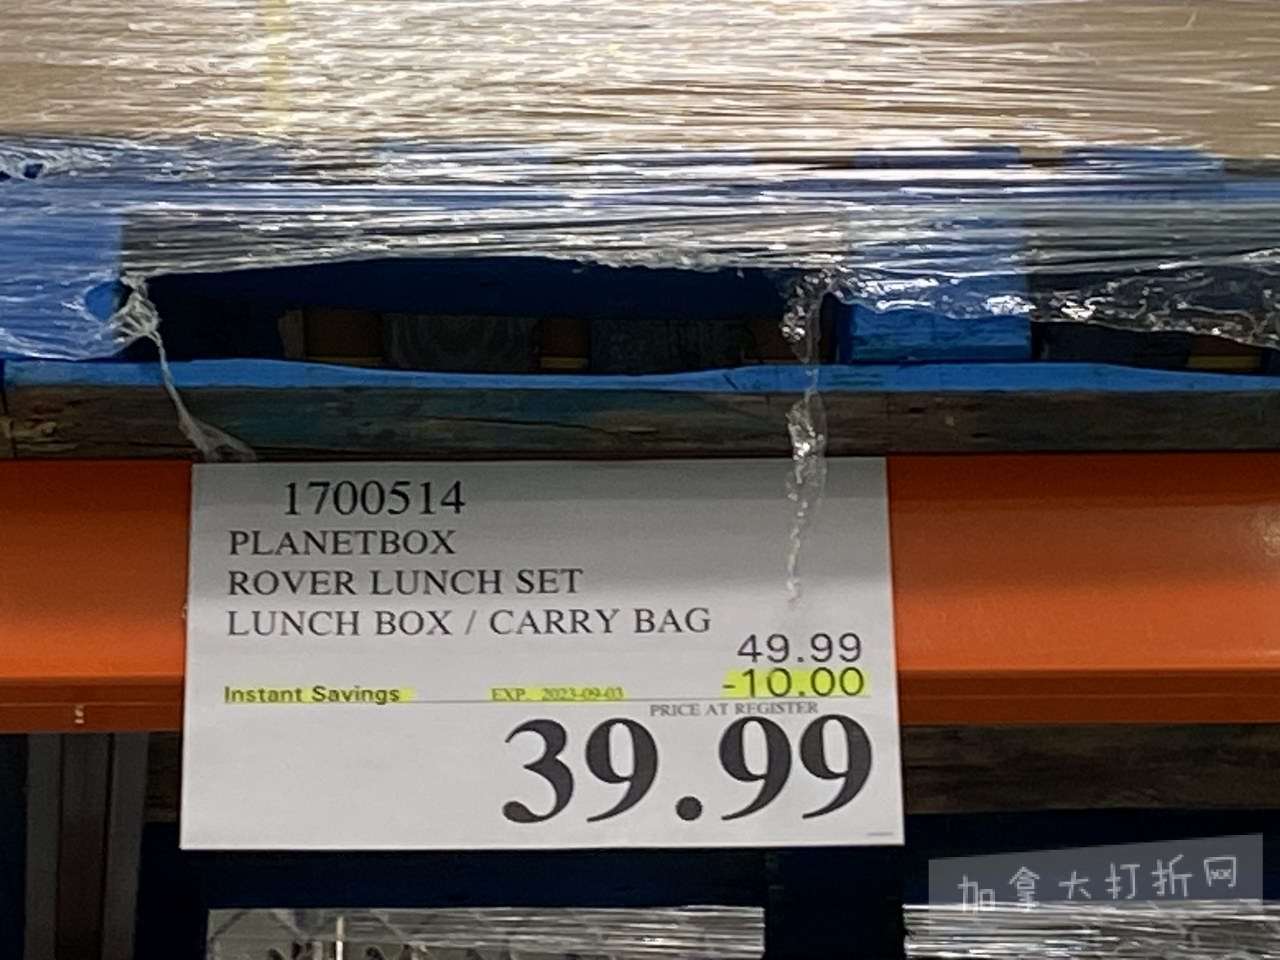 1700514
PLANETBOX
ROVER LUNCH SET
LUNCH BOX / CARRY BAG
49.99
Instant Savings EXP. 2023-09-03 -10.00
PRICE AT REGISTER
39.99
加拿大打折网